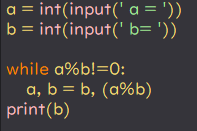 a = int(input(' a = '))
b = int(input(' b= '))
while a%b!=0:
   a, b = b, (a%b)
print(b)